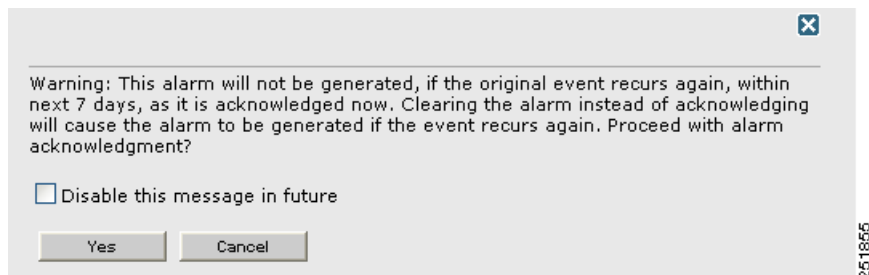 Warning: This alarm will not be generated, if the original event recurs again, within
next 7 days, as it is acknowledged now. Clearing the alarm instead of acknowledging
will cause the alarm to be generated if the event recurs again. Proceed with alarm
acknowledgment?
Disable this message in future
Yes Cancel
251855